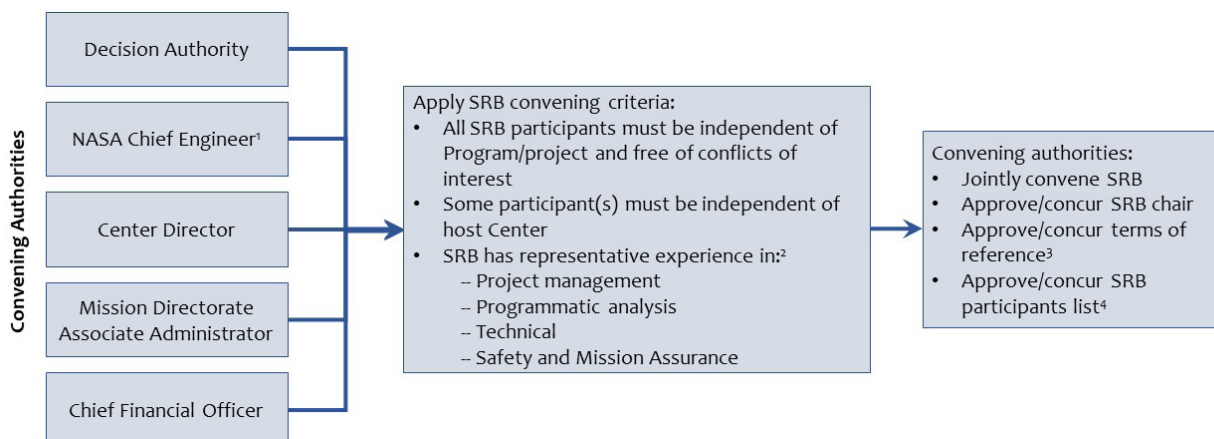 Convening Authorities
Decision Authority
NASA Chief Engineer¹
Center Director
Mission Directorate
Associate Administrator
Chief Financial Officer
Apply SRB convening criteria:
• All SRB participants must be independent of
Program/project and free of conflicts of
interest
• Some participant(s) must be independent of
host Center
• SRB has representative experience in:²
-- Project management
-- Programmatic analysis
-- Technical
-- Safety and Mission Assurance
Convening authorities:
• Jointly convene SRB
• Approve/concur SRB chair
• Approve/concur terms of
reference³
• Approve/concur SRB
participants list⁴